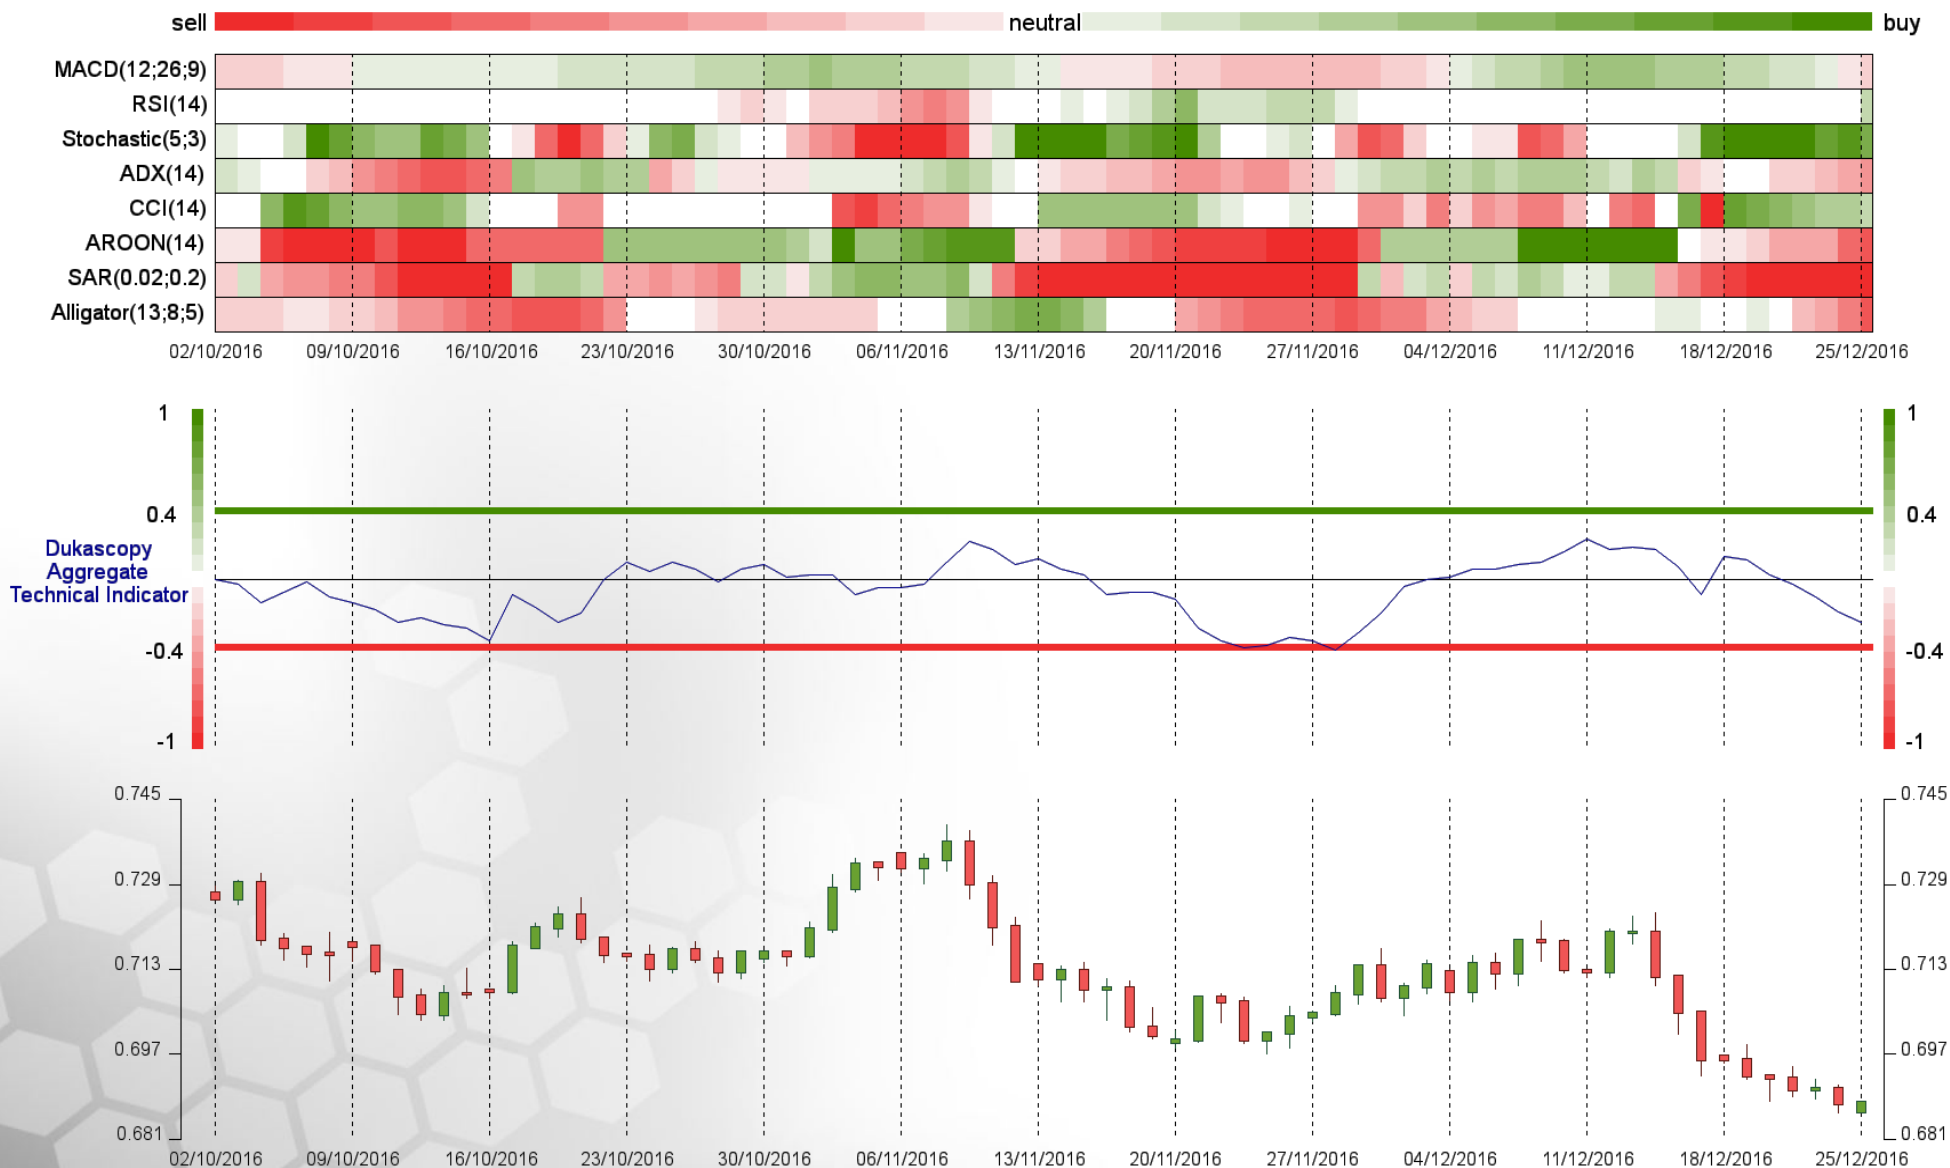 sell neutral buy
MACD(12;26;9)
RSI(14)
Stochastic(5;3)
ADX(14)
CCI(14)
AROON(14)
SAR(0.02;0.2)
Alligator(13;8;5)
02/10/2016 09/10/2016 16/10/2016 23/10/2016 30/10/2016 06/11/2016 13/11/2016 20/11/2016 27/11/2016 04/12/2016 11/12/2016 18/12/2016 25/12/2016
1 1
0.4 0.4
Dukascopy
Aggregate
Technical Indicator
-0.4 -0.4
-1 -1
0.745 0.745
0.729 0.729
0.713 0.713
0.697 0.697
0.681 0.681
02/10/2016 09/10/2016 16/10/2016 23/10/2016 30/10/2016 06/11/2016 13/11/2016 20/11/2016 27/11/2016 04/12/2016 11/12/2016 18/12/2016 25/12/2016